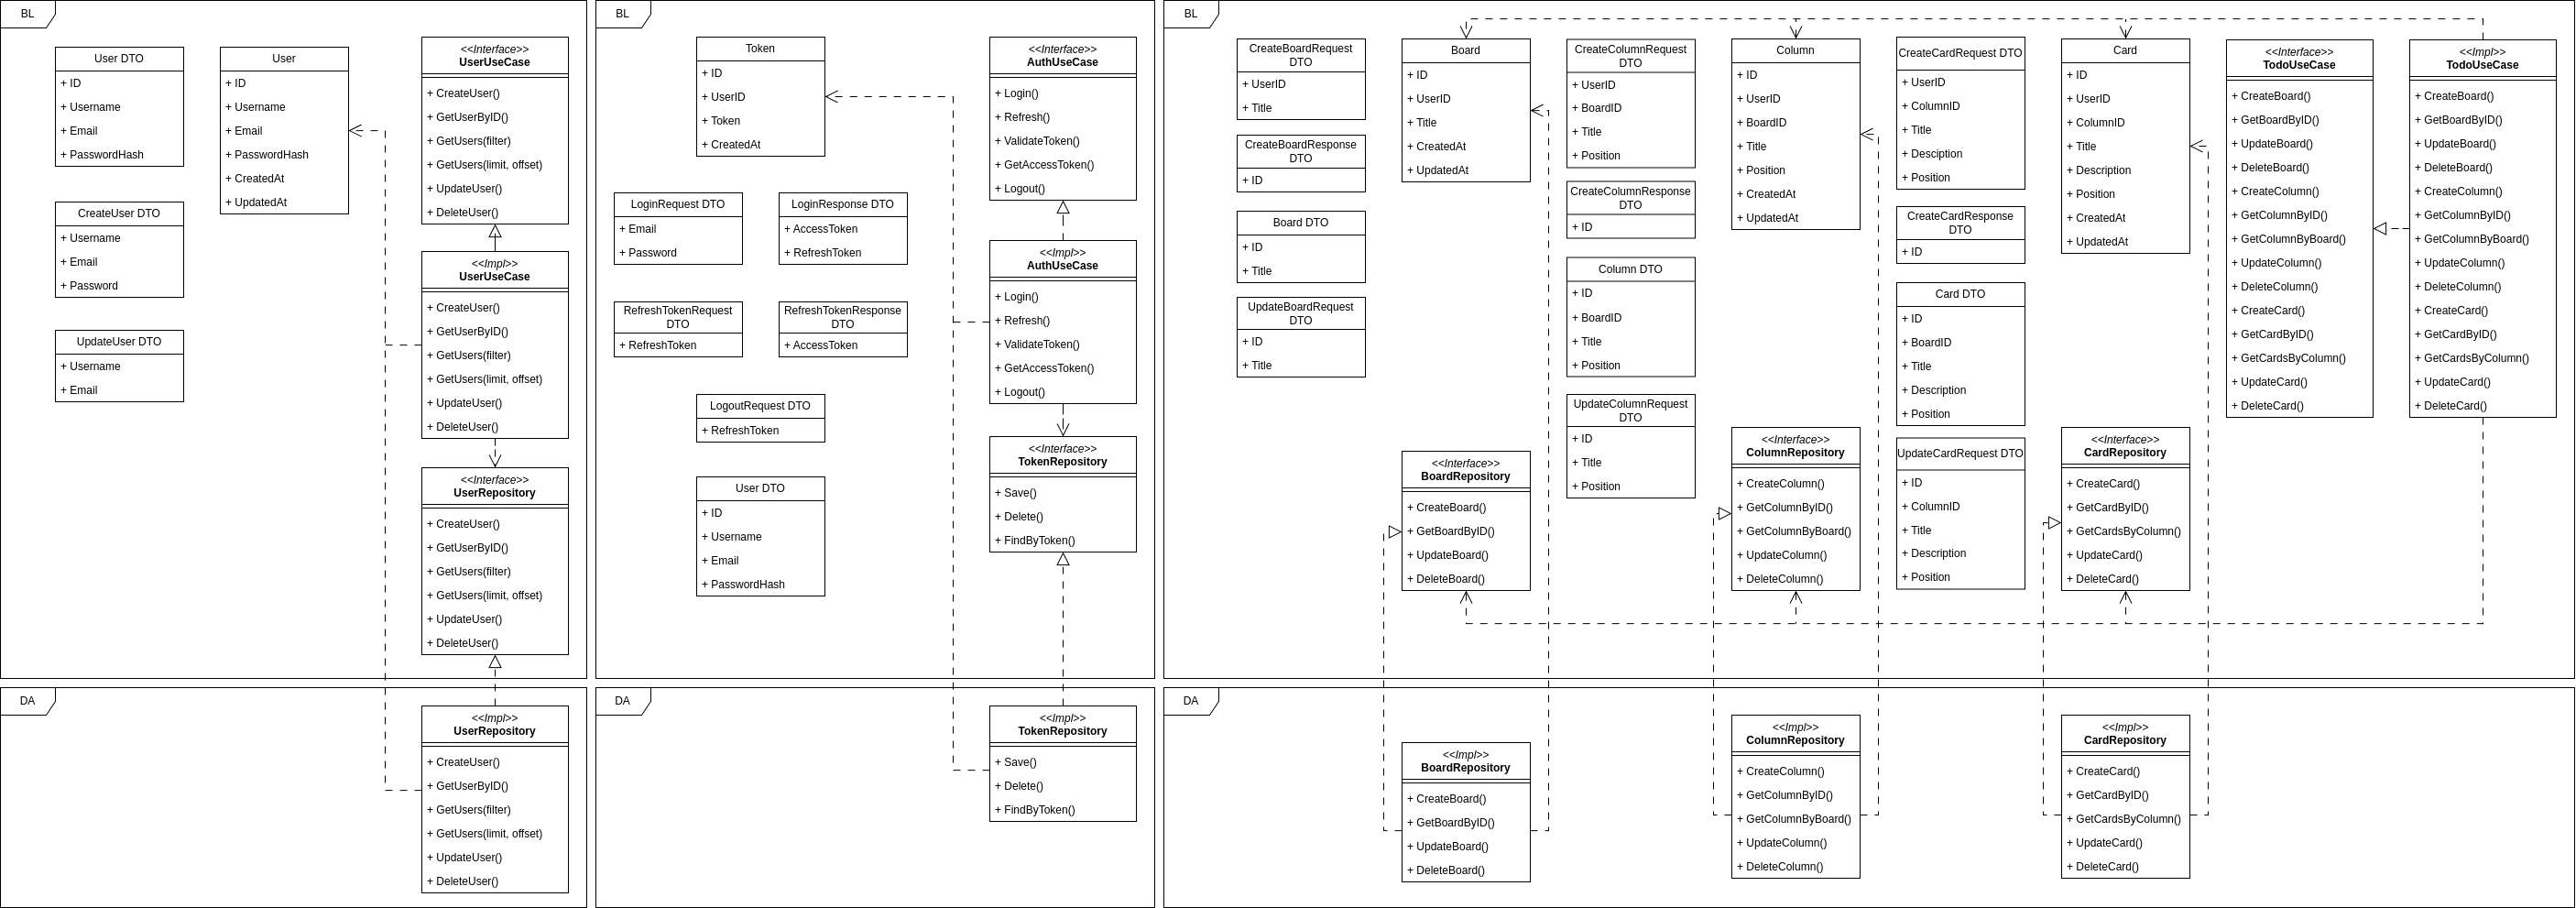 BL
User DTO
+ ID
+ Username
+ Email
+ PasswordHash
CreateUser DTO
+ Username
+ Email
+ Password
UpdateUser DTO
+ Username
+ Email
User
+ ID
+ Username
+ Email
+ PasswordHash
+ CreatedAt
+ UpdatedAt
<<Interface>>
UserUseCase
+ CreateUser()
+ GetUserByID()
+ GetUsers(filter)
+ GetUsers(limit, offset)
+ UpdateUser()
+ DeleteUser()
<<Impl>>
UserUseCase
+ CreateUser()
+ GetUserByID()
+ GetUsers(filter)
+ GetUsers(limit, offset)
+ UpdateUser()
+ DeleteUser()
<<Interface>>
UserRepository
+ CreateUser()
+ GetUserByID()
+ GetUsers(filter)
+ GetUsers(limit, offset)
+ UpdateUser()
+ DeleteUser()
DA
<<Impl>>
UserRepository
+ CreateUser()
+ GetUserByID()
+ GetUsers(filter)
+ GetUsers(limit, offset)
+ UpdateUser()
+ DeleteUser()
BL
Token
+ ID
+ UserID
+ Token
+ CreatedAt
LoginRequest DTO
+ Email
+ Password
LoginResponse DTO
+ AccessToken
+ RefreshToken
RefreshTokenRequest
DTO
+ RefreshToken
RefreshTokenResponse
DTO
+ AccessToken
LogoutRequest DTO
+ RefreshToken
User DTO
+ ID
+ Username
+ Email
+ PasswordHash
<<Interface>>
AuthUseCase
+ Login()
+ Refresh()
+ ValidateToken()
+ GetAccessToken()
+ Logout()
<<Impl>>
AuthUseCase
+ Login()
+ Refresh()
+ ValidateToken()
+ GetAccessToken()
+ Logout()
<<Interface>>
TokenRepository
+ Save()
+ Delete()
+ FindByToken()
DA
<<Impl>>
TokenRepository
+ Save()
+ Delete()
+ FindByToken()
BL
CreateBoardRequest
DTO
+ UserID
+ Title
CreateBoardResponse
DTO
+ ID
Board DTO
+ ID
+ Title
UpdateBoardRequest
DTO
+ ID
+ Title
Board
+ ID
+ UserID
+ Title
+ CreatedAt
+ UpdatedAt
<<Interface>>
BoardRepository
+ CreateBoard()
+ GetBoardByID()
+ UpdateBoard()
+ DeleteBoard()
CreateColumnRequest
DTO
+ UserID
+ BoardID
+ Title
+ Position
CreateColumnResponse
DTO
+ ID
Column DTO
+ ID
+ BoardID
+ Title
+ Position
UpdateColumnRequest
DTO
+ ID
+ Title
+ Position
Column
+ ID
+ UserID
+ BoardID
+ Title
+ Position
+ CreatedAt
+ UpdatedAt
<<Interface>>
ColumnRepository
+ CreateColumn()
+ GetColumnByID()
+ GetColumnByBoard()
+ UpdateColumn()
+ DeleteColumn()
CreateCardRequest DTO
+ UserID
+ ColumnID
+ Title
+ Desciption
+ Position
CreateCardResponse
DTO
+ ID
Card DTO
+ ID
+ BoardID
+ Title
+ Description
+ Position
UpdateCardRequest DTO
+ ID
+ ColumnID
+ Title
+ Description
+ Position
Card
+ ID
+ UserID
+ ColumnID
+ Title
+ Description
+ Position
+ CreatedAt
+ UpdatedAt
<<Interface>>
CardRepository
+ CreateCard()
+ GetCardByID()
+ GetCardsByColumn()
+ UpdateCard()
+ DeleteCard()
<<Interface>>
TodoUseCase
+ CreateBoard()
+ GetBoardByID()
+ UpdateBoard()
+ DeleteBoard()
+ CreateColumn()
+ GetColumnByID()
+ GetColumnByBoard()
+ UpdateColumn()
+ DeleteColumn()
+ CreateCard()
+ GetCardByID()
+ GetCardsByColumn()
+ UpdateCard()
+ DeleteCard()
<<Impl>>
TodoUseCase
+ CreateBoard()
+ GetBoardByID()
+ UpdateBoard()
+ DeleteBoard()
+ CreateColumn()
+ GetColumnByID()
+ GetColumnByBoard()
+ UpdateColumn()
+ DeleteColumn()
+ CreateCard()
+ GetCardByID()
+ GetCardsByColumn()
+ UpdateCard()
+ DeleteCard()
DA
<<Impl>>
BoardRepository
+ CreateBoard()
+ GetBoardByID()
+ UpdateBoard()
+ DeleteBoard()
<<Impl>>
ColumnRepository
+ CreateColumn()
+ GetColumnByID()
+ GetColumnByBoard()
+ UpdateColumn()
+ DeleteColumn()
<<Impl>>
CardRepository
+ CreateCard()
+ GetCardByID()
+ GetCardsByColumn()
+ UpdateCard()
+ DeleteCard()